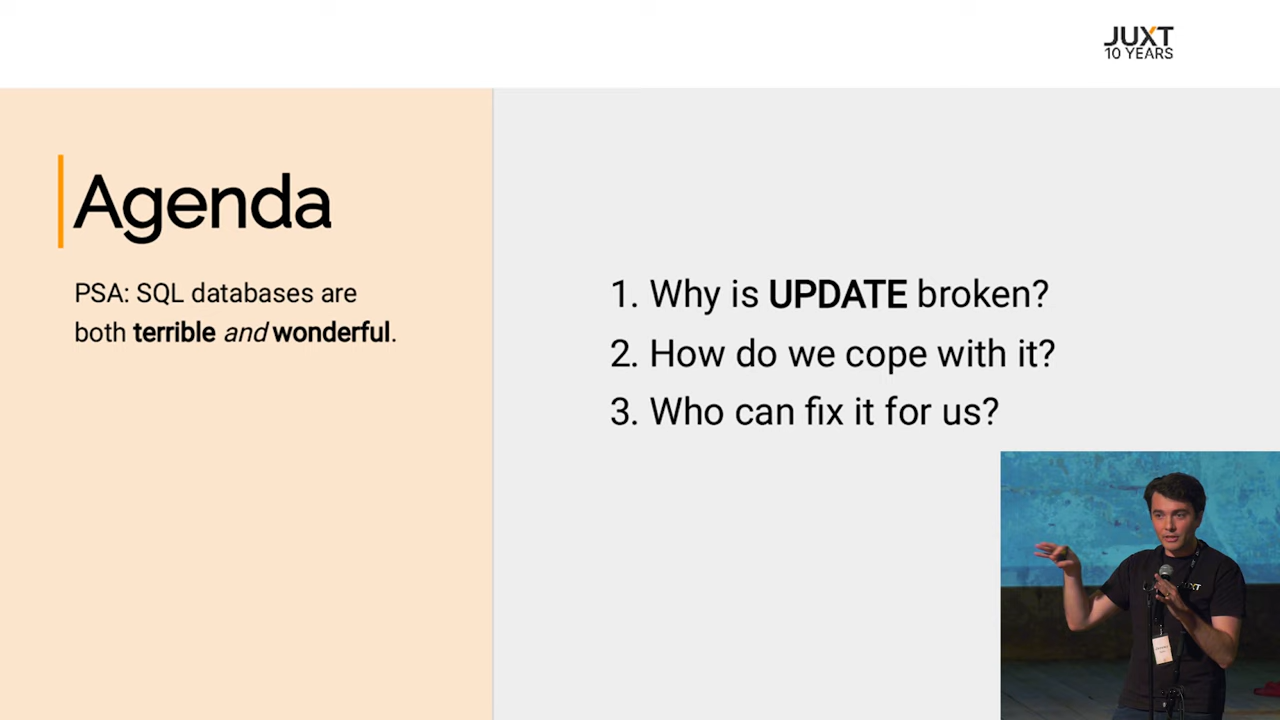 JUXT
10 YEARS
Agenda
PSA: SQL databases are
both terrible and wonderful.
1. Why is UPDATE broken?
2. How do we cope with it?
3. Who can fix it for us?